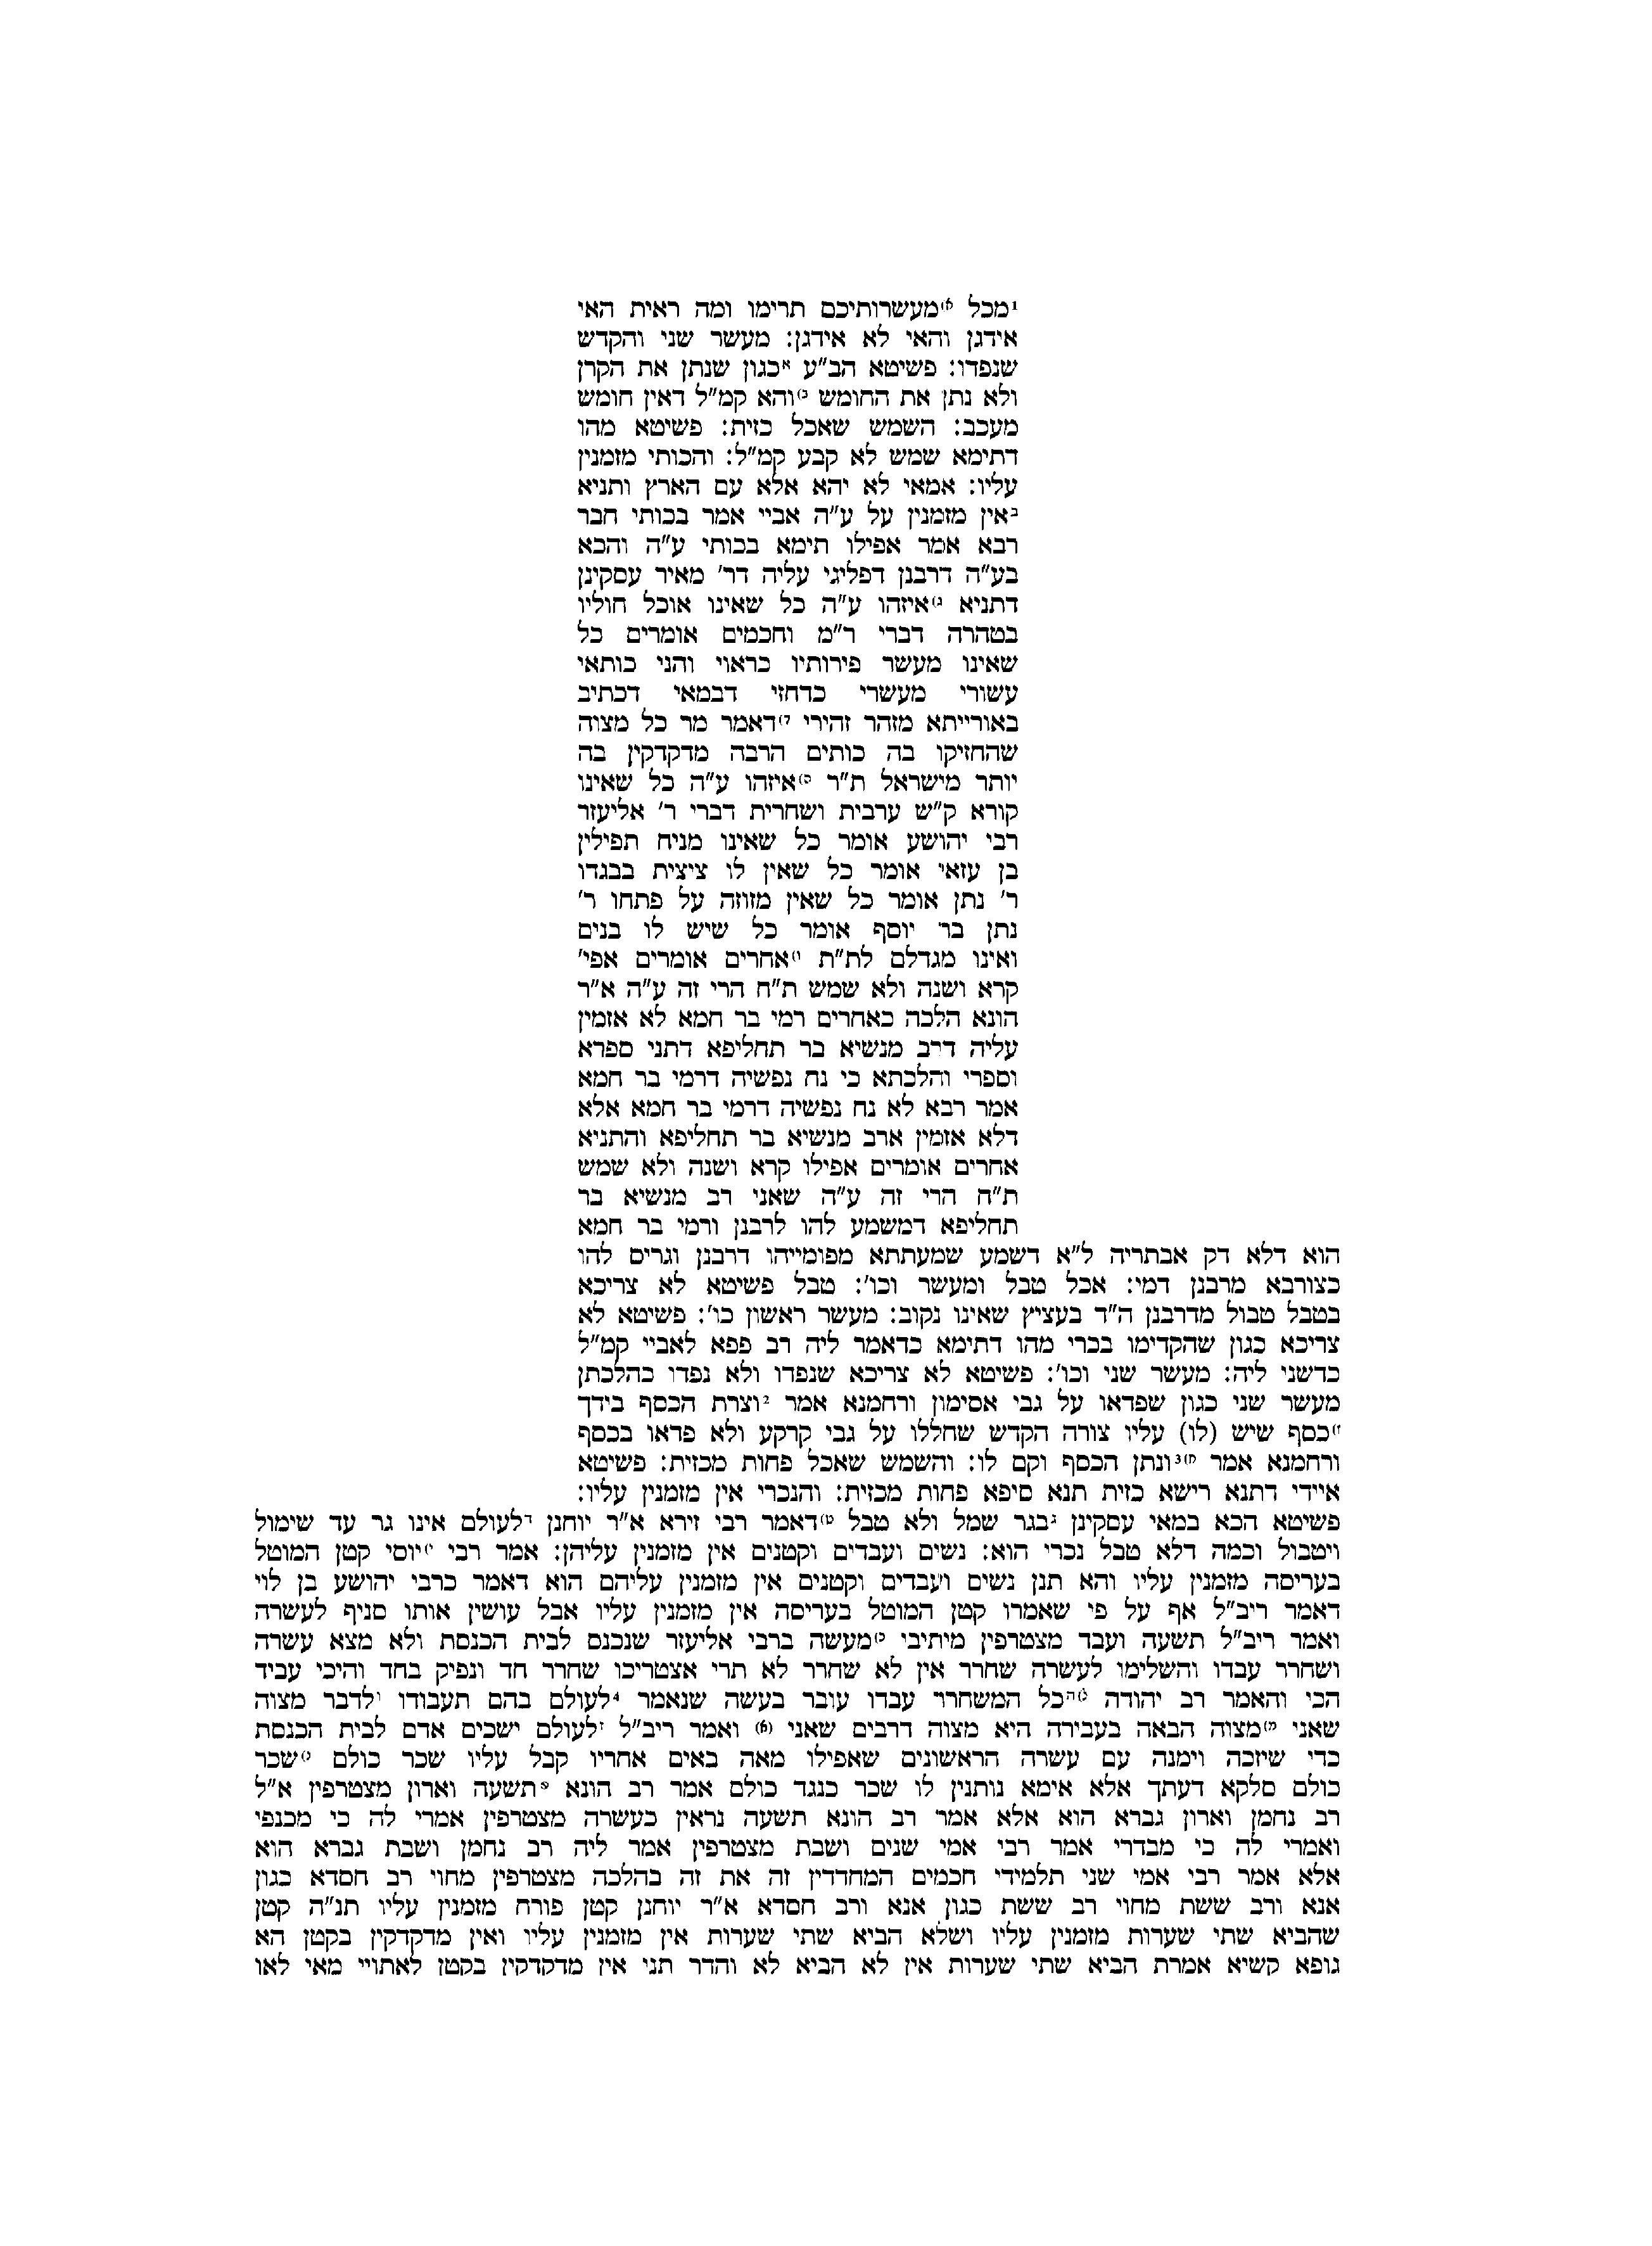 1מכל א)מעשרותיכם תרימו ומה ראית האי
אידגן והאי לא אידגן: מעשר שני והקדש
שנפדו: פשיטא הב"ע אכגון שנתן את הקרן
ולא נתן את החומש ב)והא קמ"ל דאין חומש
מעכב: השמש שאכל כזית: פשיטא מהו
דתימא שמש לא קבע קמ"ל: והכותי מזמנין
עליו: אמאי לא יהא אלא עם הארץ ותניא
באין מזמנין על ע"ה אביי אמר בכותי חבר
רבא אמר אפילו תימא בכותי ע"ה והכא
בע"ה דרבנן דפליגי עליה דר' מאיר עסקינן
דתניא ג)איזהו ע"ה כל שאינו אוכל חוליו
בטהרה דברי ר"מ וחכמים אומרים כל
שאינו מעשר פירותיו כראוי והני כותאי
עשורי מעשרי כדחזי דבמאי דכתיב
באורייתא מזהר זהירי ד)דאמר מר כל מצוה
שהחזיקו בה כותים הרבה מדקדקין בה
יותר מישראל ת"ר ה)איזהו ע"ה כל שאינו
קורא ק"ש ערבית ושחרית דברי ר' אליעזר
רבי יהושע אומר כל שאינו מניח תפילין
בן עזאי אומר כל שאין לו ציצית בבגדו
ר' נתן אומר כל שאין מזוזה על פתחו ר'
נתן בר יוסף אומר כל שיש לו בנים
ואינו מגדלם לת"ת ו)אחרים אומרים אפי'
קרא ושנה ולא שמש ת"ח הרי זה ע"ה א"ר
הונא הלכה כאחרים רמי בר חמא לא אזמין
עליה דרב מנשיא בר תחליפא דתני ספרא
וספרי והלכתא כי נח נפשיה דרמי בר חמא
אמר רבא לא נח נפשיה דרמי בר חמא אלא
דלא אזמין ארב מנשיא בר תחליפא והתניא
אחרים אומרים אפילו קרא ושנה ולא שמש
ת"ח הרי זה ע"ה שאני רב מנשיא בר
תחליפא דמשמע להו לרבנן ורמי בר חמא
הוא דלא דק אבתריה ל"א דשמע שמעתתא מפומייהו דרבנן וגריס להו
כצורבא מרבנן דמי: אכל טבל ומעשר וכו': טבל פשיטא לא צריכא
בטבל טבול מדרבנן ה"ד בעציץ שאינו נקוב: מעשר ראשון כו': פשיטא לא
צריכא כגון שהקדימו בכרי מהו דתימא כדאמר ליה רב פפא לאביי קמ"ל
כדשני ליה: מעשר שני וכו': פשיטא לא צריכא שנפדו ולא נפדו בהלכתן
מעשר שני כגון שפדאו על גבי אסימון ורחמנא אמר 2וצרת הכסף בידך
ז)כסף שיש (לו) עליו צורה הקדש שחללו על גבי קרקע ולא פדאו בכסף
ורחמנא אמר ח)3ונתן הכסף וקם לו: והשמש שאכל פחות מכזית: פשיטא
איידי דתנא רישא כזית תנא סיפא פחות מכזית: והנכרי אין מזמנין עליו:
פשיטא הכא במאי עסקינן גבגר שמל ולא טבל ט)דאמר רבי זירא א"ר יוחנן דלעולם אינו גר עד שימול
ויטבול וכמה דלא טבל נכרי הוא: נשים ועבדים וקטנים אין מזמנין עליהן: אמר רבי י)יוסי קטן המוטל
בעריסה מזמנין עליו והא תנן נשים ועבדים וקטנים אין מזמנין עליהם הוא דאמר כרבי יהושע בן לוי
דאמר ריב"ל אף על פי שאמרו קטן המוטל בעריסה אין מזמנין עליו אבל עושין אותו סניף לעשרה
ואמר ריב"ל תשעה ועבד מצטרפין מיתיבי כ)מעשה ברבי אליעזר שנכנס לבית הכנסת ולא מצא עשרה
ושחרר עבדו והשלימו לעשרה שחרר אין לא שחרר לא תרי אצטריכו שחרר חד ונפיק בחד והיכי עביד
הכי והאמר רב יהודה ל)הכל המשחרר עבדו עובר בעשה שנאמר 4לעולם בהם תעבודו ולדבר מצוה
שאני מ)מצוה הבאה בעבירה היא מצוה דרבים שאני (א) ואמר ריב"ל זלעולם ישכים אדם לבית הכנסת
כדי שיזכה וימנה עם עשרה הראשונים שאפילו מאה באים אחריו קבל עליו שכר כולם נ)שכר
כולם סלקא דעתך אלא אימא נותנין לו שכר כנגד כולם אמר רב הונא פתשעה וארון מצטרפין א"ל
רב נחמן וארון גברא הוא אלא אמר רב הונא תשעה נראין כעשרה מצטרפין אמרי לה כי מכנפי
ואמרי לה כי מבדרי אמר רבי אמי שנים ושבת מצטרפין אמר ליה רב נחמן ושבת גברא הוא
אלא אמר רבי אמי שני תלמידי חכמים המחדדין זה את זה בהלכה מצטרפין מחוי רב חסדא כגון
אנא ורב ששת מחוי רב ששת כגון אנא ורב חסדא א"ר יוחנן קטן פורח מזמנין עליו תנ"ה קטן
שהביא שתי שערות מזמנין עליו ושלא הביא שתי שערות אין מזמנין עליו ואין מדקדקין בקטן הא
גופא קשיא אמרת הביא שתי שערות אין לא הביא לא והדר תני אין מדקדקין בקטן לאתויי מאי לאו